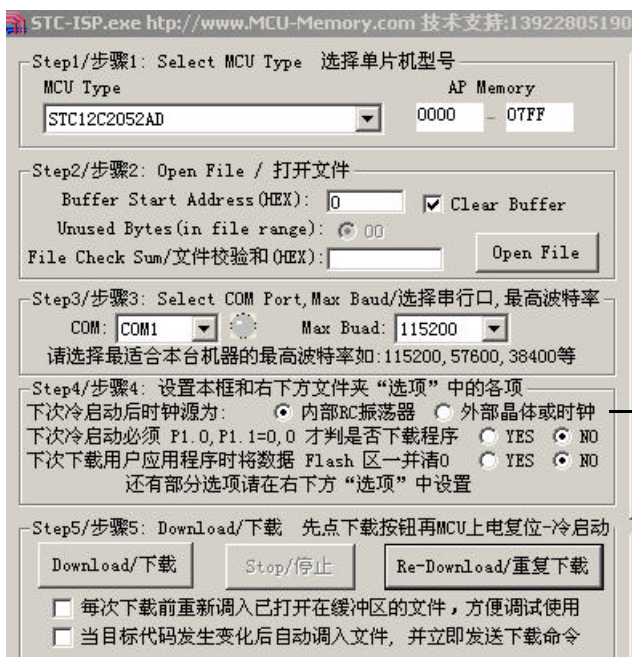 STC-ISP.exe htp://www.MCU-Memory.com 技术支持:13922805190
Step1/步骤1: Select MCU Type 选择单片机型号
MCU Type AP Memory
STC12C2052AD 0000 - 07FF
Step2/步骤2: Open File / 打开文件
Buffer Start Address(HEX): 0 Clear Buffer
Unused Bytes(in file range): 00
File Check Sum/文件校验和(HEX): Open File
Step3/步骤3: Select COM Port,Max Baud/选择串行口,最高波特率
COM: COM1 Max Buad: 115200
请选择最适合本台机器的最高波特率如:115200,57600,38400等
Step4/步骤4: 设置本框和右下方文件夹“选项”中的各项
下次冷启动后时钟源为: 内部RC振荡器 外部晶体或时钟
下次冷启动必须 P1.0,P1.1=0,0 才判是否下载程序 YES NO
下次下载用户应用程序时将数据 Flash 区一并清0 YES NO
还有部分选项请在右下方“选项”中设置
Step5/步骤5: Download/下载 先点下载按钮再MCU上电复位-冷启动
Download/下载 Stop/停止 Re-Download/重复下载
每次下载前重新调入已打开在缓冲区的文件,方便调试使用
当目标代码发生变化后自动调入文件, 并立即发送下载命令